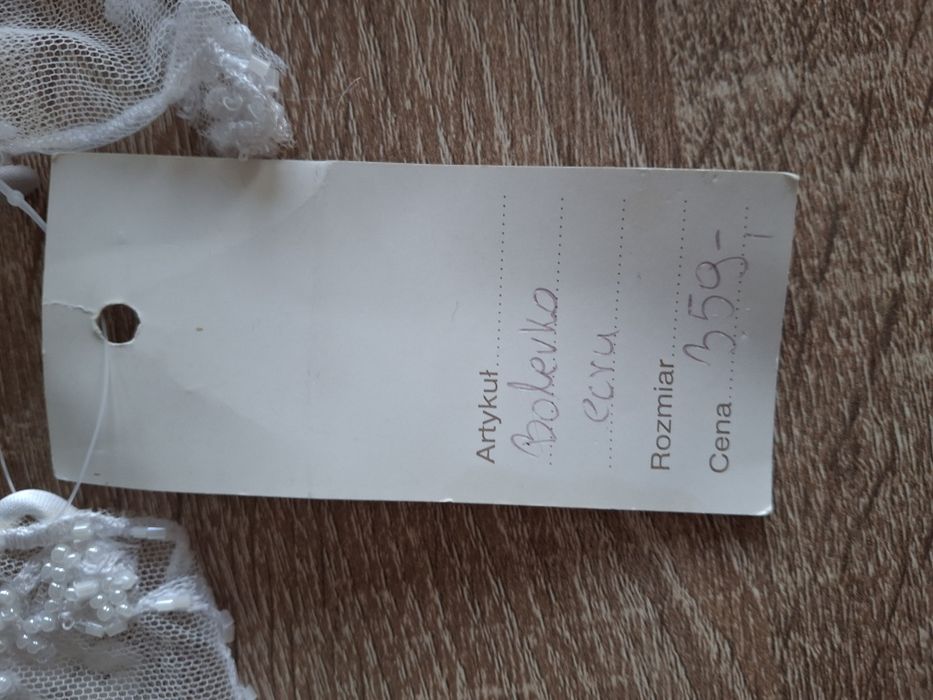 Artykuł..............................
Bolerko
ecru
Rozmiar..............................
Cena 359,-